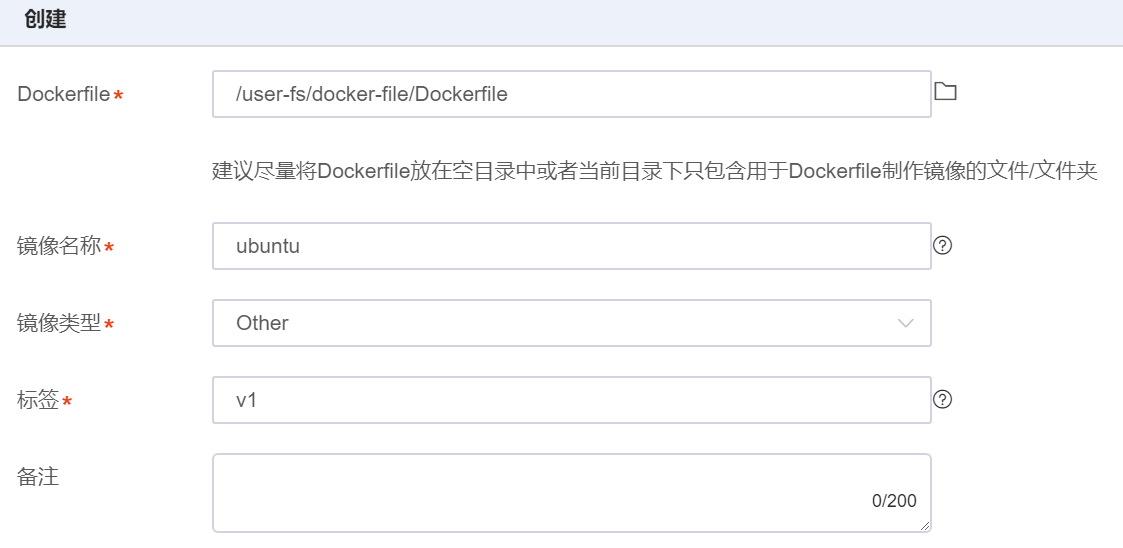 创建
Dockerfile* /user-fs/docker-file/Dockerfile
建议尽量将Dockerfile放在空目录中或者当前目录下只包含用于Dockerfile制作镜像的文件/文件夹
镜像名称* ubuntu
镜像类型* Other
标签* v1
备注
0/200